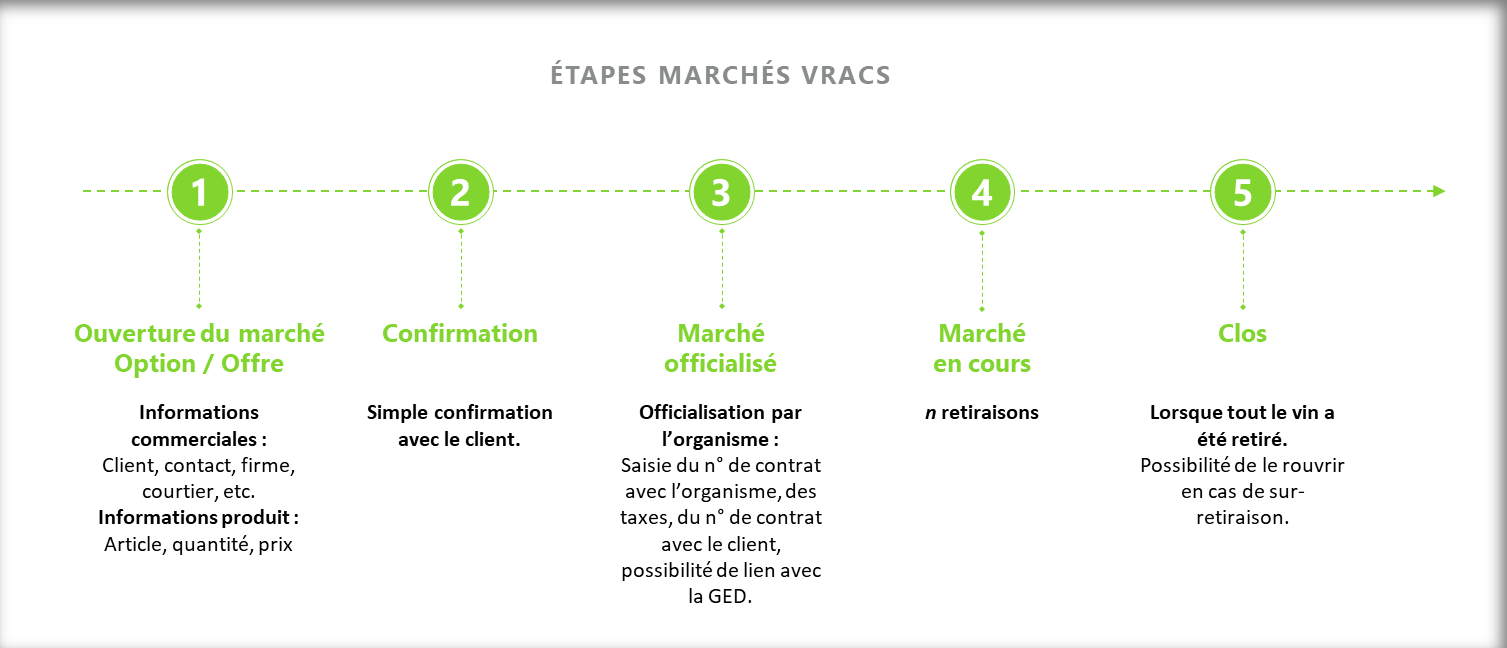 ÉTAPES MARCHÉS VRACS
1
2
3
4
5
Ouverture du marché
Option / Offre
Informations
commerciales :
Client, contact, firme,
courtier, etc.
Informations produit :
Article, quantité, prix
Confirmation
Simple confirmation
avec le client.
Marché
officialisé
Officialisation par
l’organisme :
Saisie du n° de contrat
avec l’organisme, des
taxes, du n° de contrat
avec le client,
possibilité de lien avec
la GED.
Marché
en cours
n retiraisons
Clos
Lorsque tout le vin a
été retiré.
Possibilité de le rouvrir
en cas de sur-
retiraison.